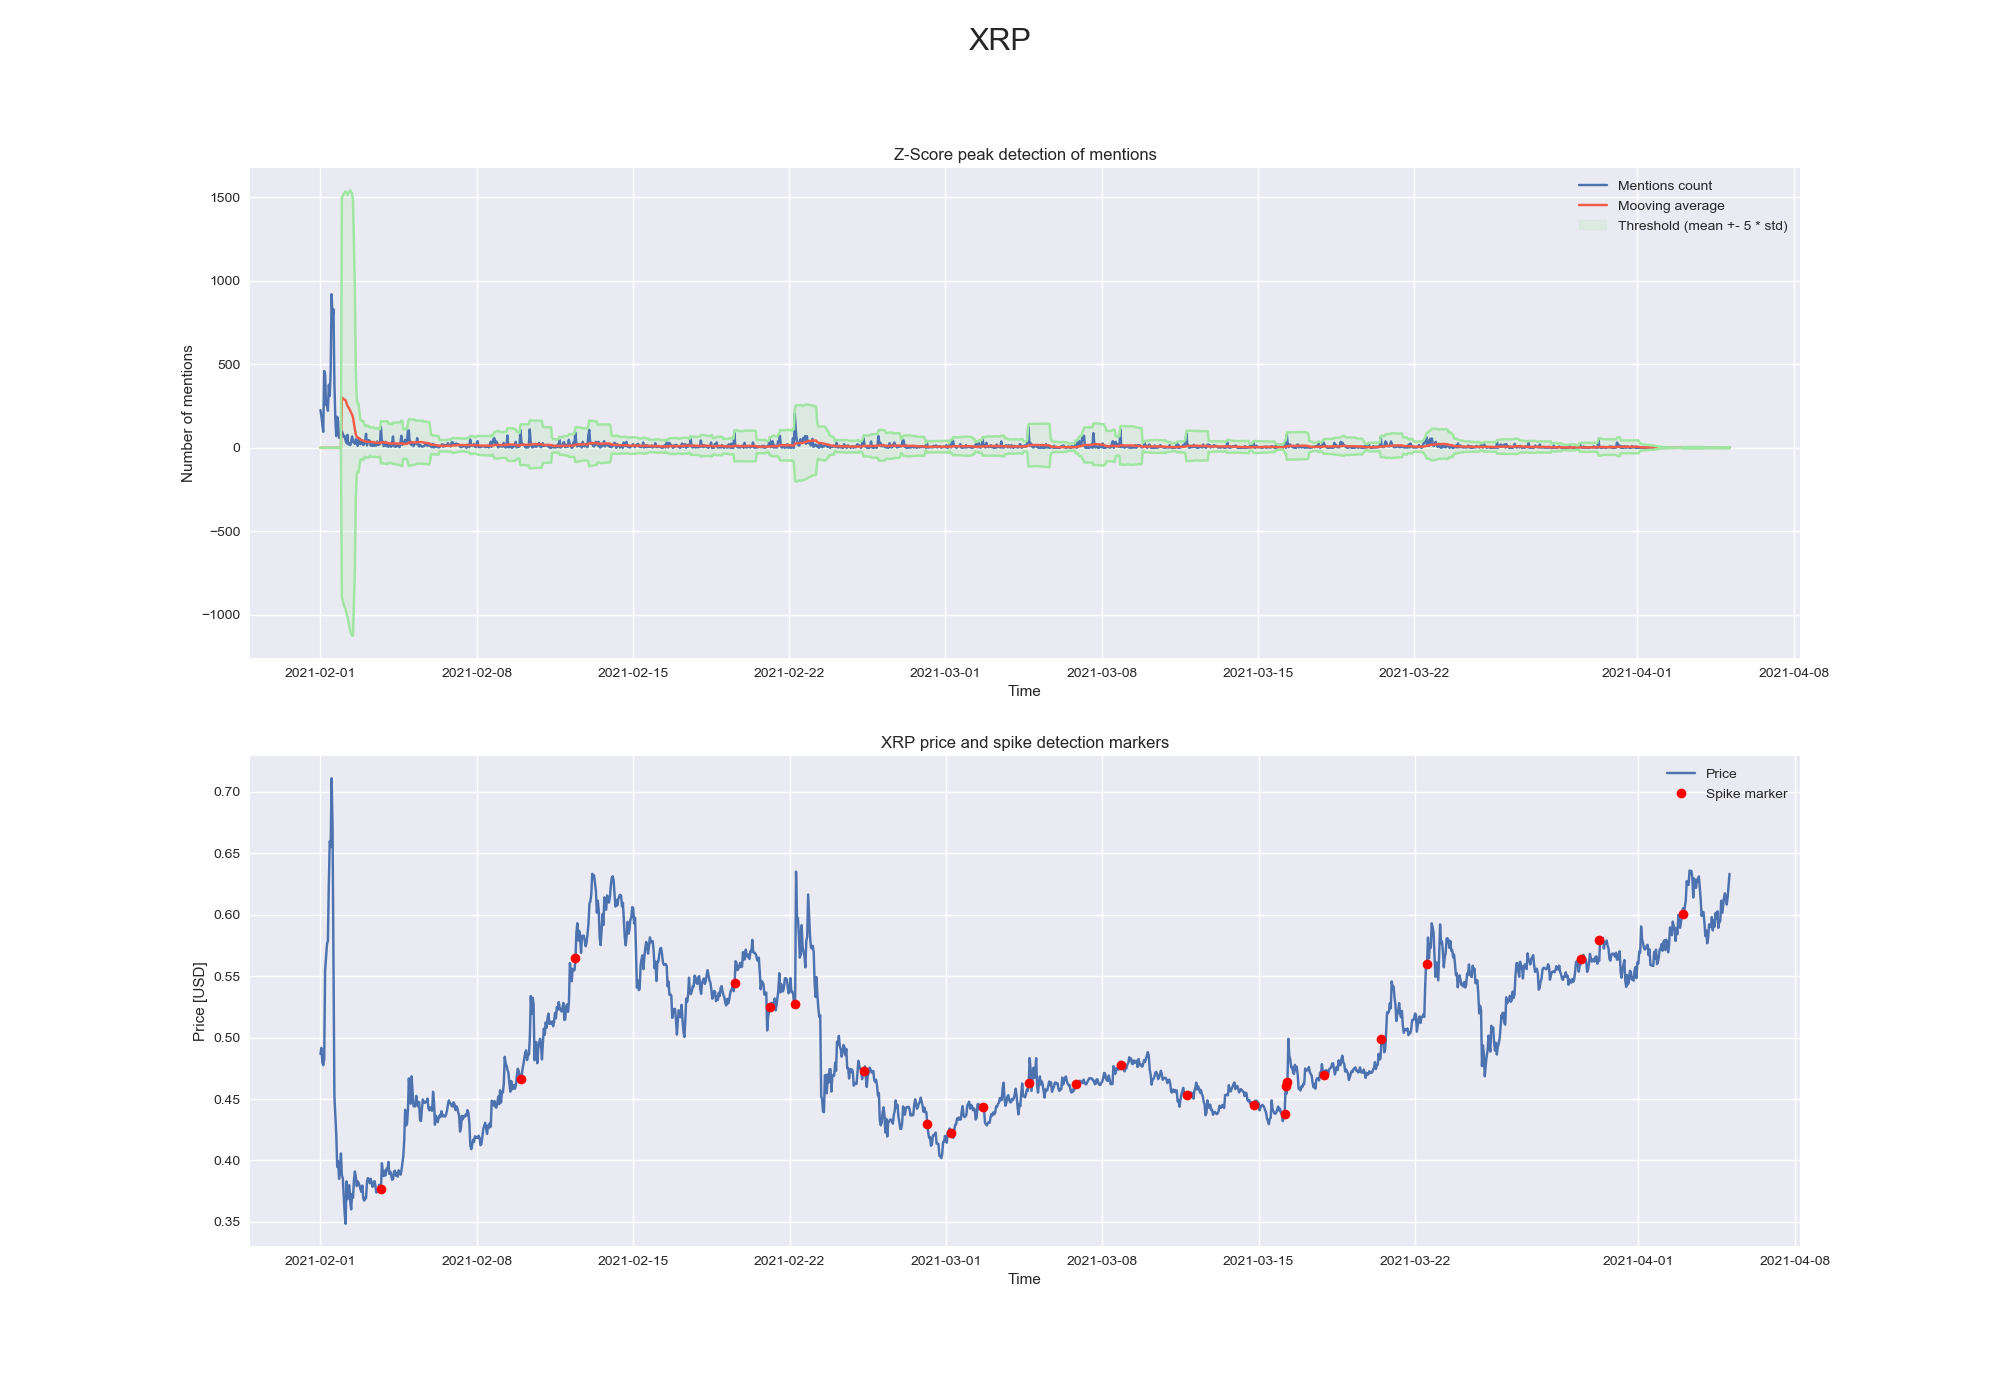 XRP
Z-Score peak detection of mentions
Mentions count
Mooving average
Threshold (mean +- 5 * std)
Number of mentions
1500
1000
500
0
−500
−1000
2021-02-01 2021-02-08 2021-02-15 2021-02-22 2021-03-01 2021-03-08 2021-03-15 2021-03-22 2021-04-01 2021-04-08
Time
XRP price and spike detection markers
Price
Spike marker
Price [USD]
0.70
0.65
0.60
0.55
0.50
0.45
0.40
0.35
2021-02-01 2021-02-08 2021-02-15 2021-02-22 2021-03-01 2021-03-08 2021-03-15 2021-03-22 2021-04-01 2021-04-08
Time